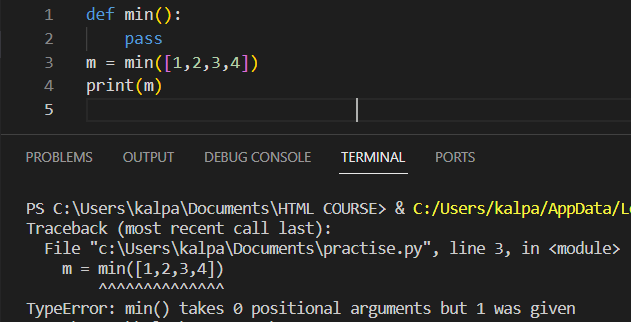 1 def min():
2 pass
3 m = min([1,2,3,4])
4 print(m)
5
PROBLEMS OUTPUT DEBUG CONSOLE TERMINAL PORTS
PS C:\Users\kalpa\Documents\HTML COURSE> & C:/Users/kalpa/AppData/Lo
Traceback (most recent call last):
File "c:\Users\kalpa\Documents\practise.py", line 3, in <module>
m = min([1,2,3,4])
^^^^^^^^^^^^^^
TypeError: min() takes 0 positional arguments but 1 was given